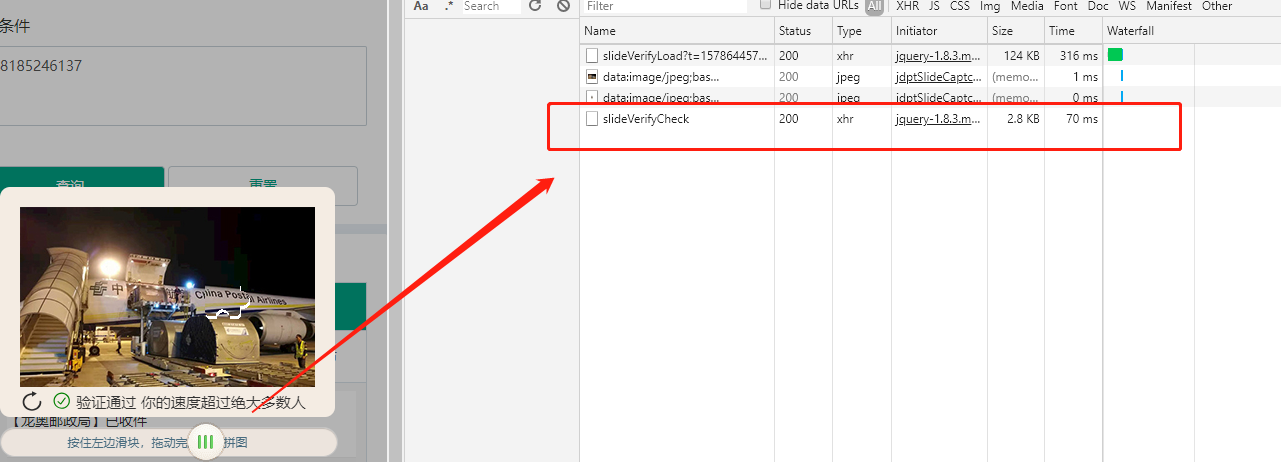 条件
8185246137
查询
重置
China Postal Airlines
验证通过 你的速度超过绝大多数人
【龙奥邮政局】已收件
按住左边滑块，拖动完 拼图
Aa .* Search
Filter
Hide data URLs All XHR JS CSS Img Media Font Doc WS Manifest Other
Name Status Type Initiator Size Time Waterfall
slideVerifyLoad?t=157864457... 200 xhr jquery-1.8.3.m... 124 KB 316 ms
data:image/jpeg;bas... 200 jpeg jdptSlideCaptc... (memo... 1 ms
data:image/jpeg;bas... 200 jpeg jdptSlideCaptc... (memo... 0 ms
slideVerifyCheck 200 xhr jquery-1.8.3.m... 2.8 KB 70 ms